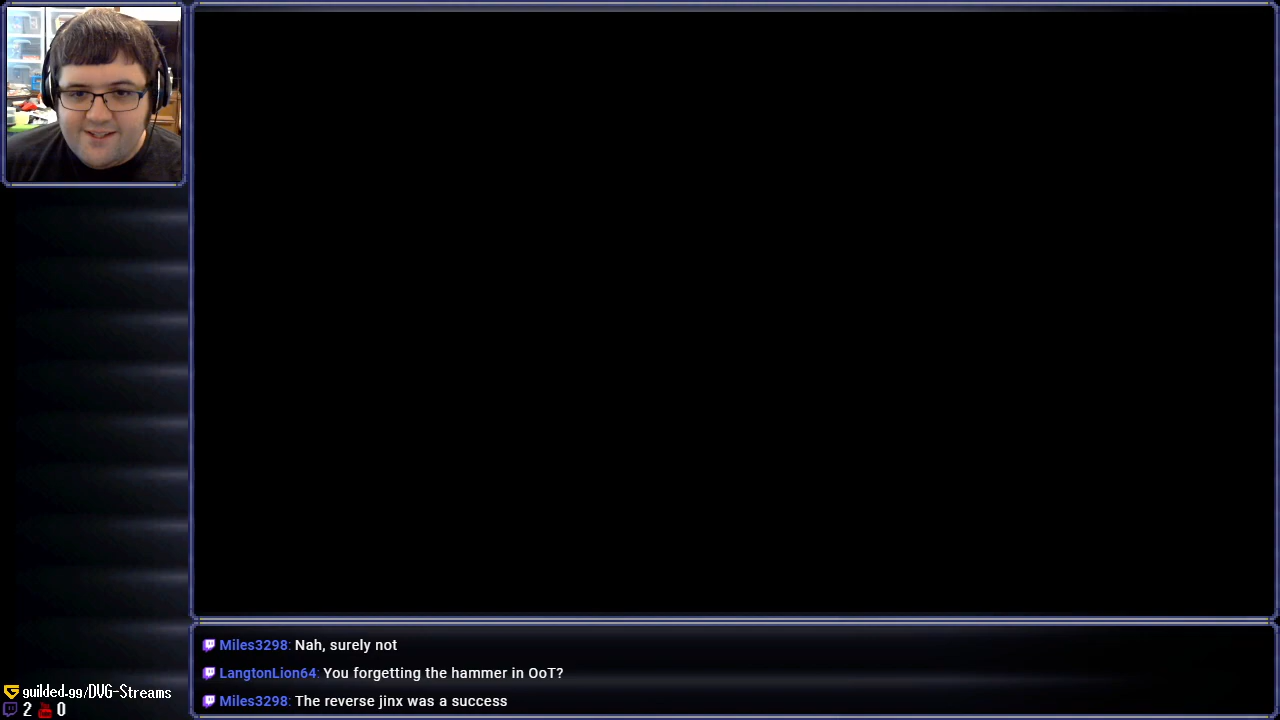 Miles3298: Nah, surely not
LangtonLion64: You forgetting the hammer in OoT?
Miles3298: The reverse jinx was a success
guilded.gg/DVG-Streams
2 0